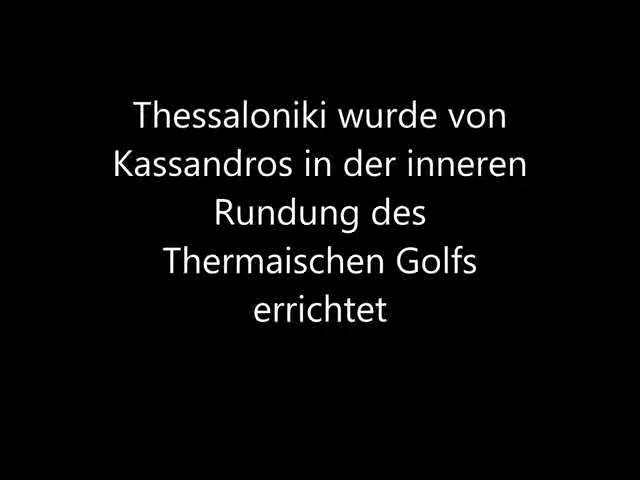 Thessaloniki wurde von
Kassandros in der inneren
Rundung des
Thermaischen Golfs
errichtet